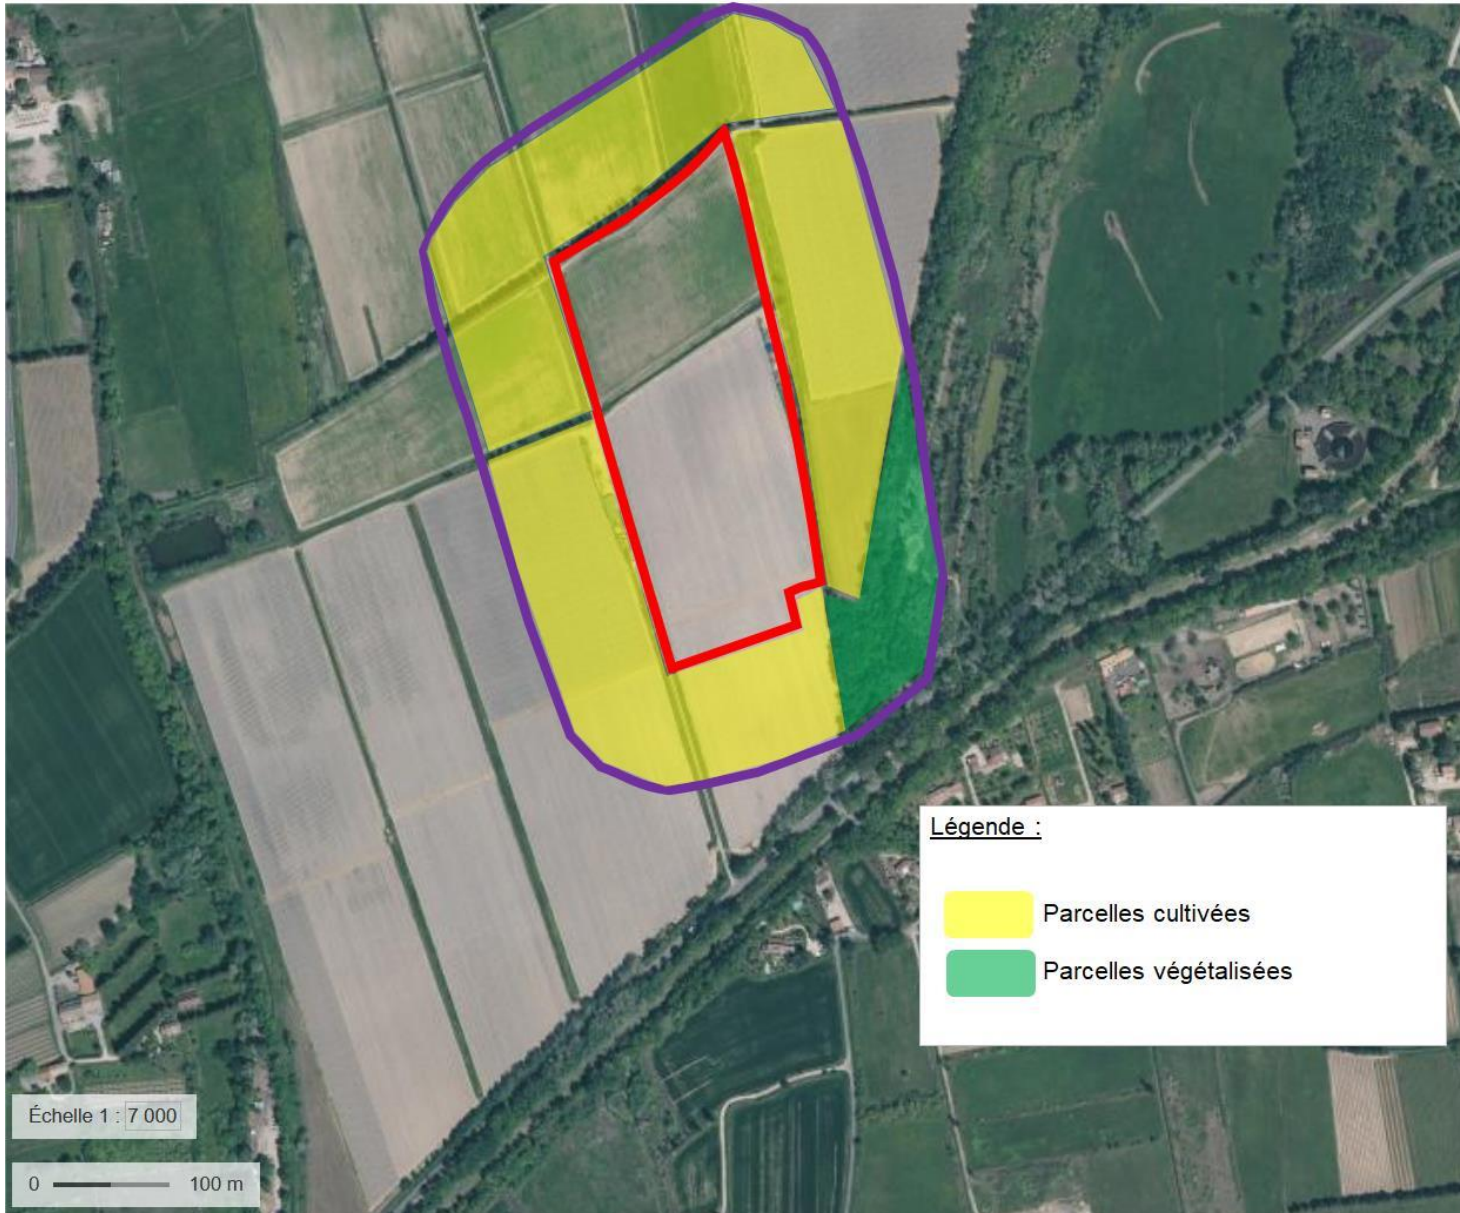 Légende :
Parcelles cultivées
Parcelles végétalisées
Échelle 1 : 7 000
0 100 m